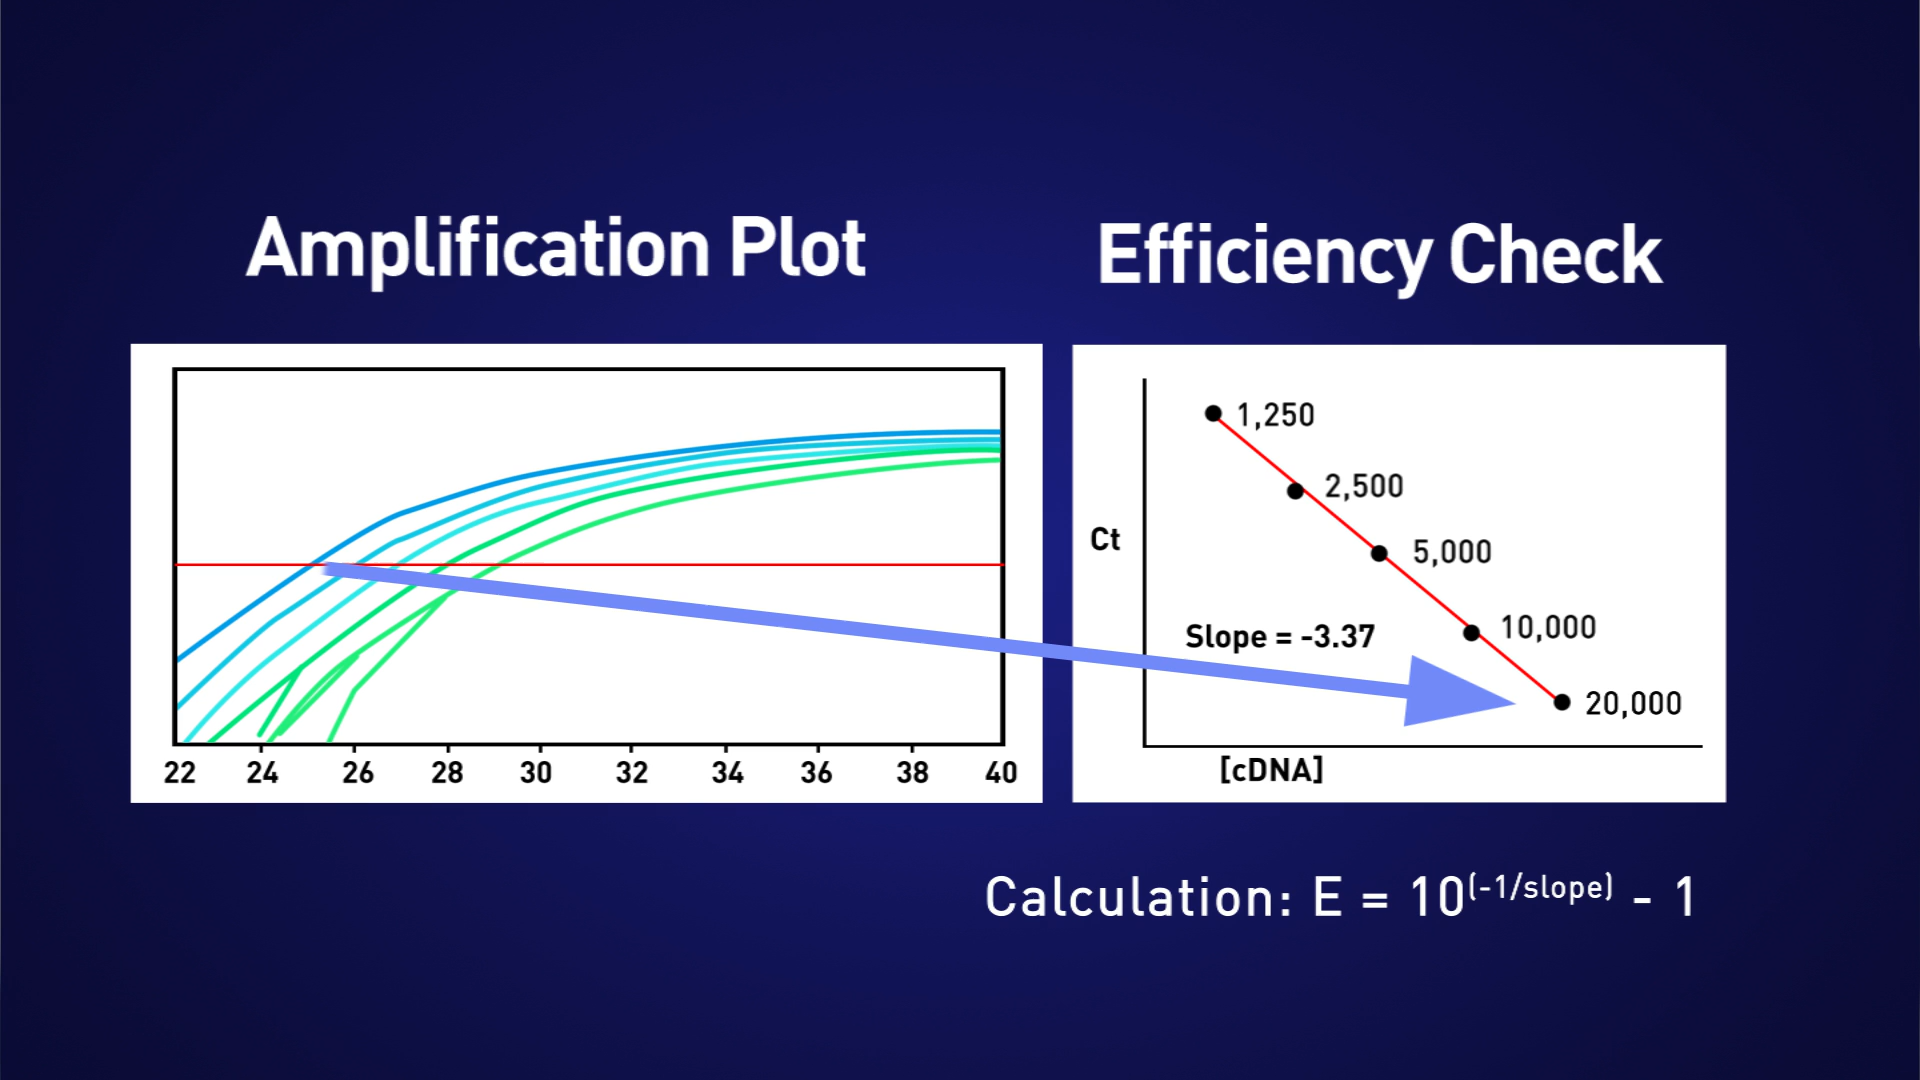 Amplification Plot
22 24 26 28 30 32 34 36 38 40
Efficiency Check
Ct
1,250
2,500
5,000
10,000
20,000
Slope = -3.37
[cDNA]
Calculation: E = 10(-1/slope) - 1